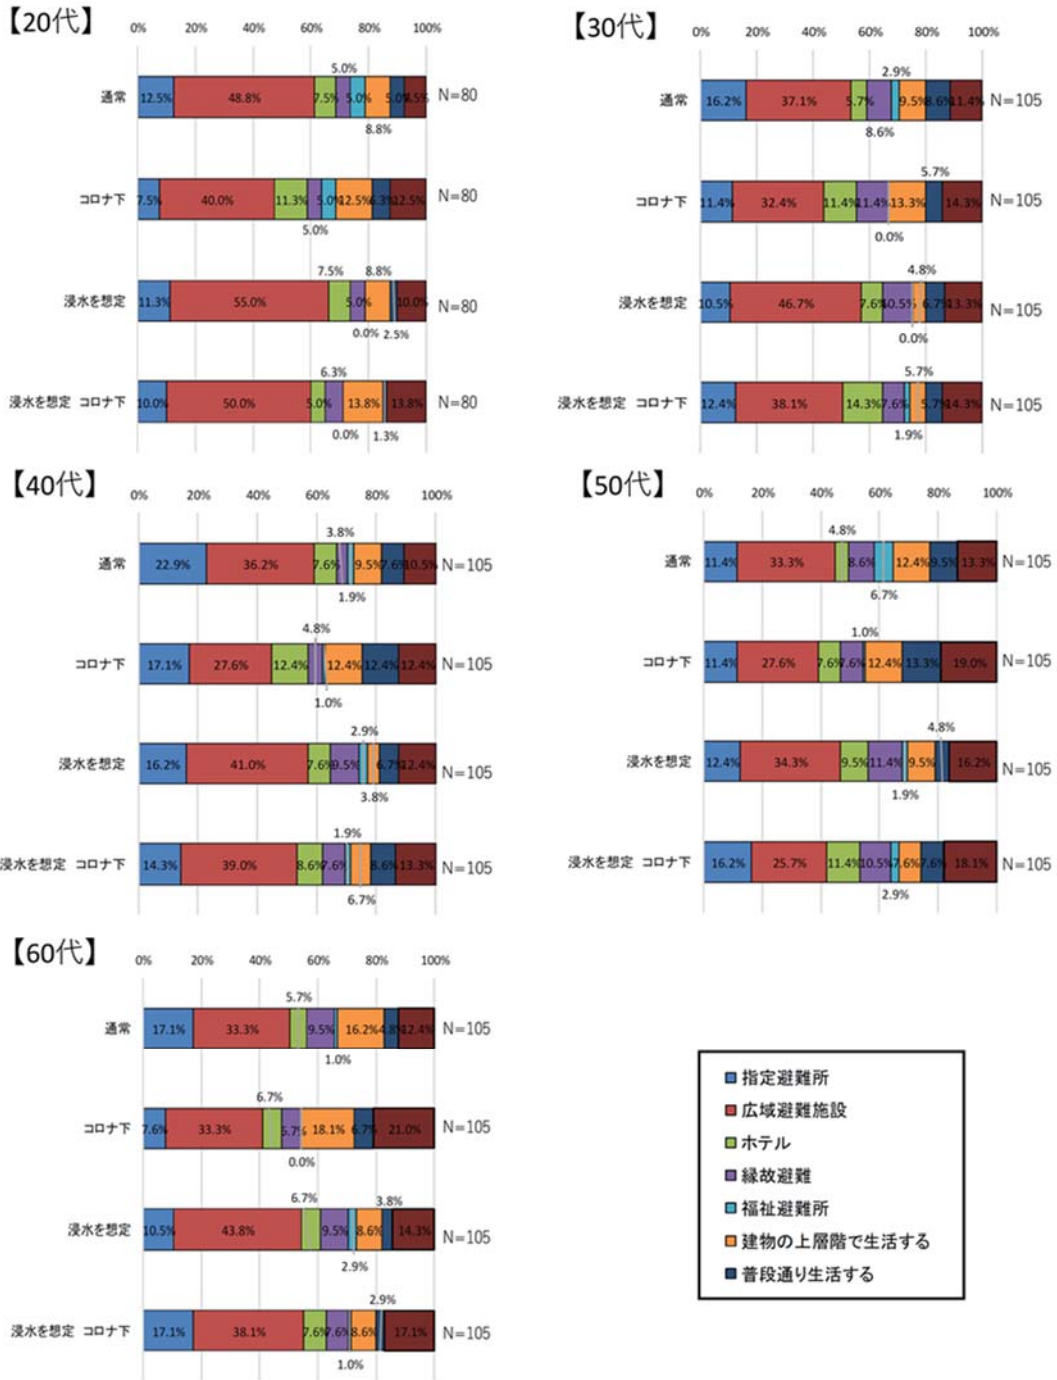 【20代】
0% 20% 40% 60% 80% 100%
5.0%
通常 12.5% 48.8% 7.5% 5.0% 5.0% 7.5% N=80
8.8%
コロナ下 7.5% 40.0% 11.3% 5.0% 12.5% 6.3% 12.5% N=80
5.0%
7.5% 8.8%
浸水を想定 11.3% 55.0% 5.0% 10.0% N=80
0.0% 2.5%
6.3%
浸水を想定 コロナ下 10.0% 50.0% 5.0% 13.8% 13.8% N=80
0.0% 1.3%
【30代】
0% 20% 40% 60% 80% 100%
2.9%
通常 16.2% 37.1% 5.7% 9.5% 8.6% 11.4% N=105
8.6%
5.7%
コロナ下 11.4% 32.4% 11.4% 11.4% 13.3% 14.3% N=105
0.0%
4.8%
浸水を想定 10.5% 46.7% 7.6% 10.5% 6.7% 13.3% N=105
0.0%
5.7%
浸水を想定 コロナ下 12.4% 38.1% 14.3% 7.6% 5.7% 14.3% N=105
1.9%
【40代】
0% 20% 40% 60% 80% 100%
3.8%
通常 22.9% 36.2% 7.6% 9.5% 7.6% 10.5% N=105
1.9%
4.8%
コロナ下 17.1% 27.6% 12.4% 12.4% 12.4% 12.4% N=105
1.0%
2.9%
浸水を想定 16.2% 41.0% 7.6% 9.5% 6.7% 12.4% N=105
3.8%
1.9%
浸水を想定 コロナ下 14.3% 39.0% 8.6% 7.6% 8.6% 13.3% N=105
6.7%
【50代】
0% 20% 40% 60% 80% 100%
4.8%
通常 11.4% 33.3% 8.6% 12.4% 9.5% 13.3% N=105
6.7%
1.0%
コロナ下 11.4% 27.6% 7.6% 7.6% 12.4% 13.3% 19.0% N=105
4.8%
浸水を想定 12.4% 34.3% 9.5% 11.4% 9.5% 16.2% N=105
1.9%
浸水を想定 コロナ下 16.2% 25.7% 11.4% 10.5% 7.6% 7.6% 18.1% N=105
2.9%
【60代】
0% 20% 40% 60% 80% 100%
5.7%
通常 17.1% 33.3% 9.5% 16.2% 4.8% 12.4% N=105
1.0%
6.7%
コロナ下 7.6% 33.3% 6.7% 18.1% 6.7% 21.0% N=105
0.0%
6.7% 3.8%
浸水を想定 10.5% 43.8% 9.5% 8.6% 14.3% N=105
2.9%
2.9%
浸水を想定 コロナ下 17.1% 38.1% 7.6% 7.6% 8.6% 17.1% N=105
1.0%
指定避難所
広域避難施設
ホテル
縁故避難
福祉避難所
建物の上層階で生活する
普段通り生活する